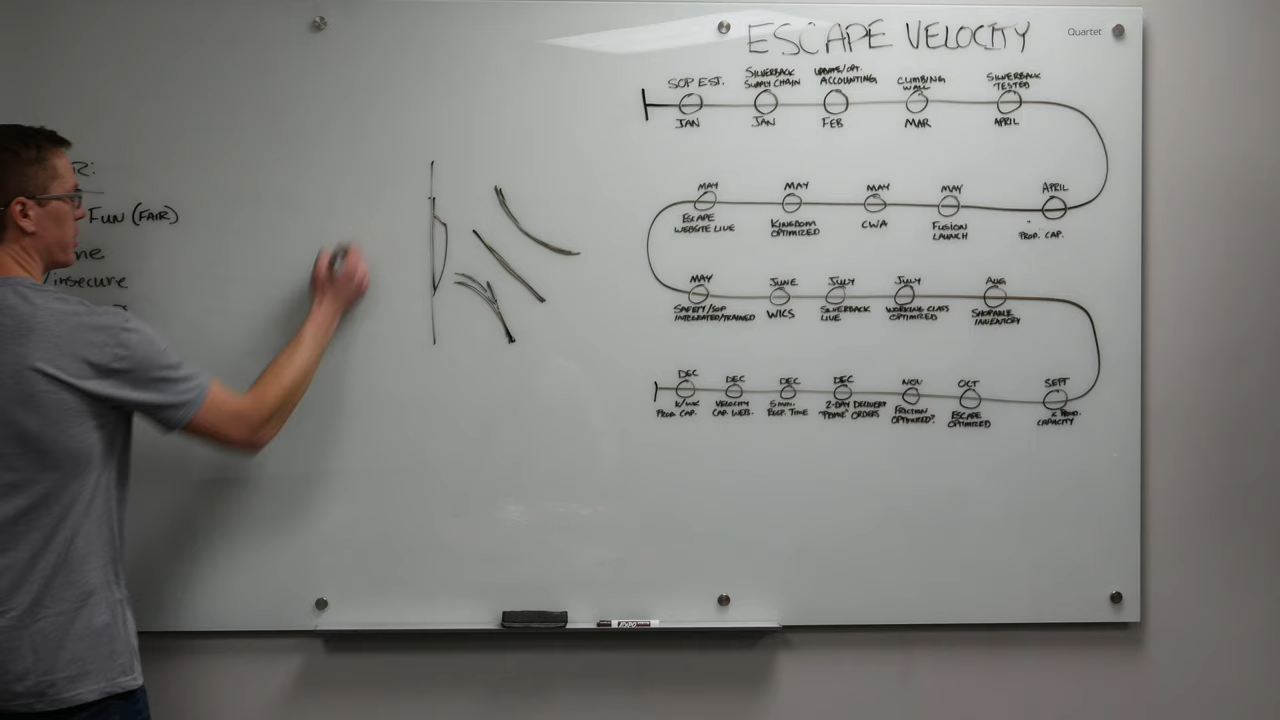 ESCAPE VELOCITY
Quartet
SOP EST.
JAN
SILVERBACK
SUPPLY CHAIN
JAN
UPDATE/OPT.
ACCOUNTING
FEB
CLIMBING
WALL
MAR
SILVERBACK
TESTED
APRIL
MAY
ESCAPE
WEBSITE LIVE
MAY
KINGDOM
OPTIMIZED
MAY
CWA
MAY
FUSION
LAUNCH
APRIL
PROD. CAP.
MAY
SAFETY/SOP
INTEGRATED/TRAINED
JUNE
WICS
JULY
SILVERBACK
LIVE
JULY
WORKING CLASS
OPTIMIZED
AUG
SHOPABLE
INVENTORY
DEC
PROD. CAP.
DEC
VELOCITY
CAP. WEB.
DEC
5 MIN.
RESP. TIME
DEC
2-DAY DELIVERY
"PRIME" ORDERS
NOV
FRICTION
OPTIMIZED?
OCT
ESCAPE
OPTIMIZED
SEPT
PROD.
CAPACITY
R:
FUN (FAIR)
ne
/insecure
EXPO